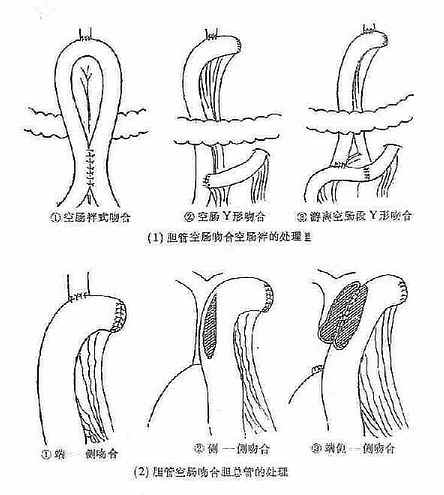 ①空肠袢式吻合 ②空肠Y形吻合 ③游离空肠段Y形吻合
(1)胆管空肠吻合空肠袢的处理
①端—侧吻合 ②侧—侧吻合 ③端侧—侧吻合
(2)胆管空肠吻合胆总管的处理